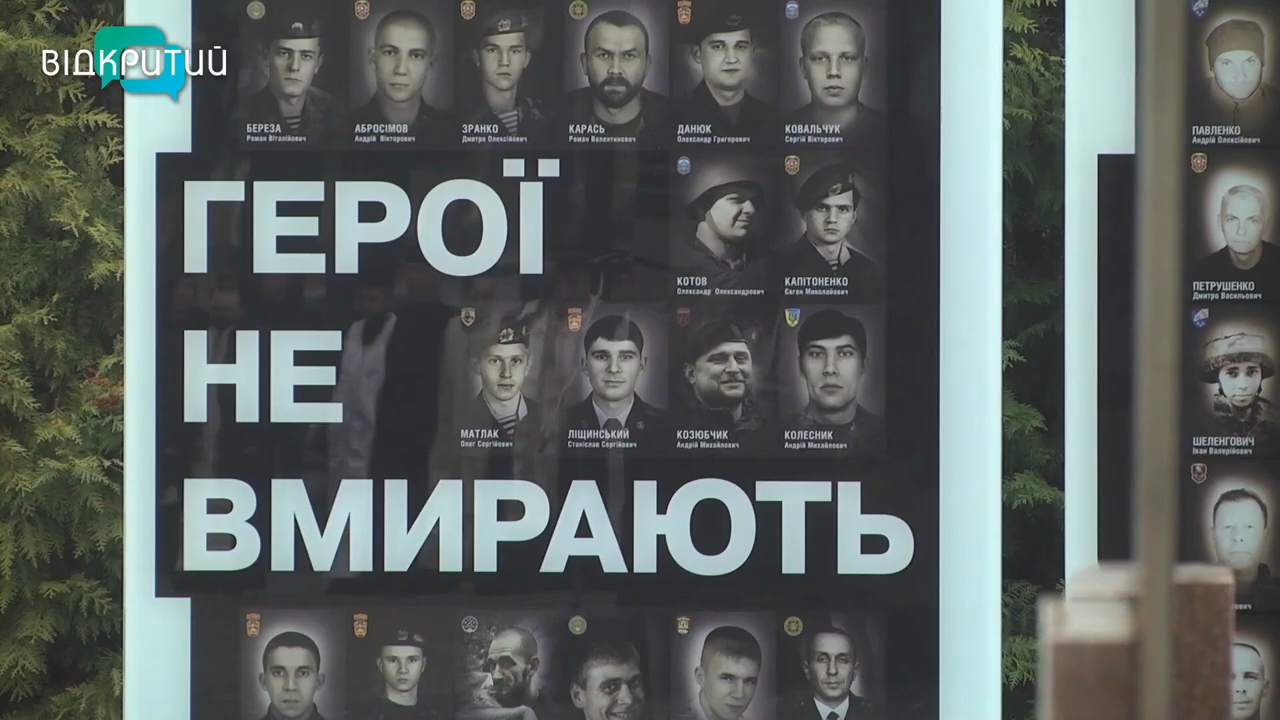 ВІДКРИТИЙ
БЕРЕЗА
Роман Віталійович
АБРОСІМОВ
Андрій Вікторович
ЗРАНКО
Дмитро Олексійович
КАРАСЬ
Роман Валентинович
ДАНЮК
Олександр Григорович
КОВАЛЬЧУК
Сергій Вікторович
ПАВЛЕНКО
Андрій Олексійович
ГЕРОЇ
КОТОВ
Олександр Олександрович
КАПІТОНЕНКО
Євген Миколайович
ПЕТРУШЕНКО
Дмитро Васильович
НЕ
МАТЛАК
Олег Сергійович
ЛІЩИНСЬКИЙ
Станіслав Сергійович
КОЗЮБЧИК
Андрій Михайлович
КОЛЕСНИК
Андрій Михайлович
ШЕЛЕНГОВИЧ
Іван Валерійович
ВМИРАЮТЬ